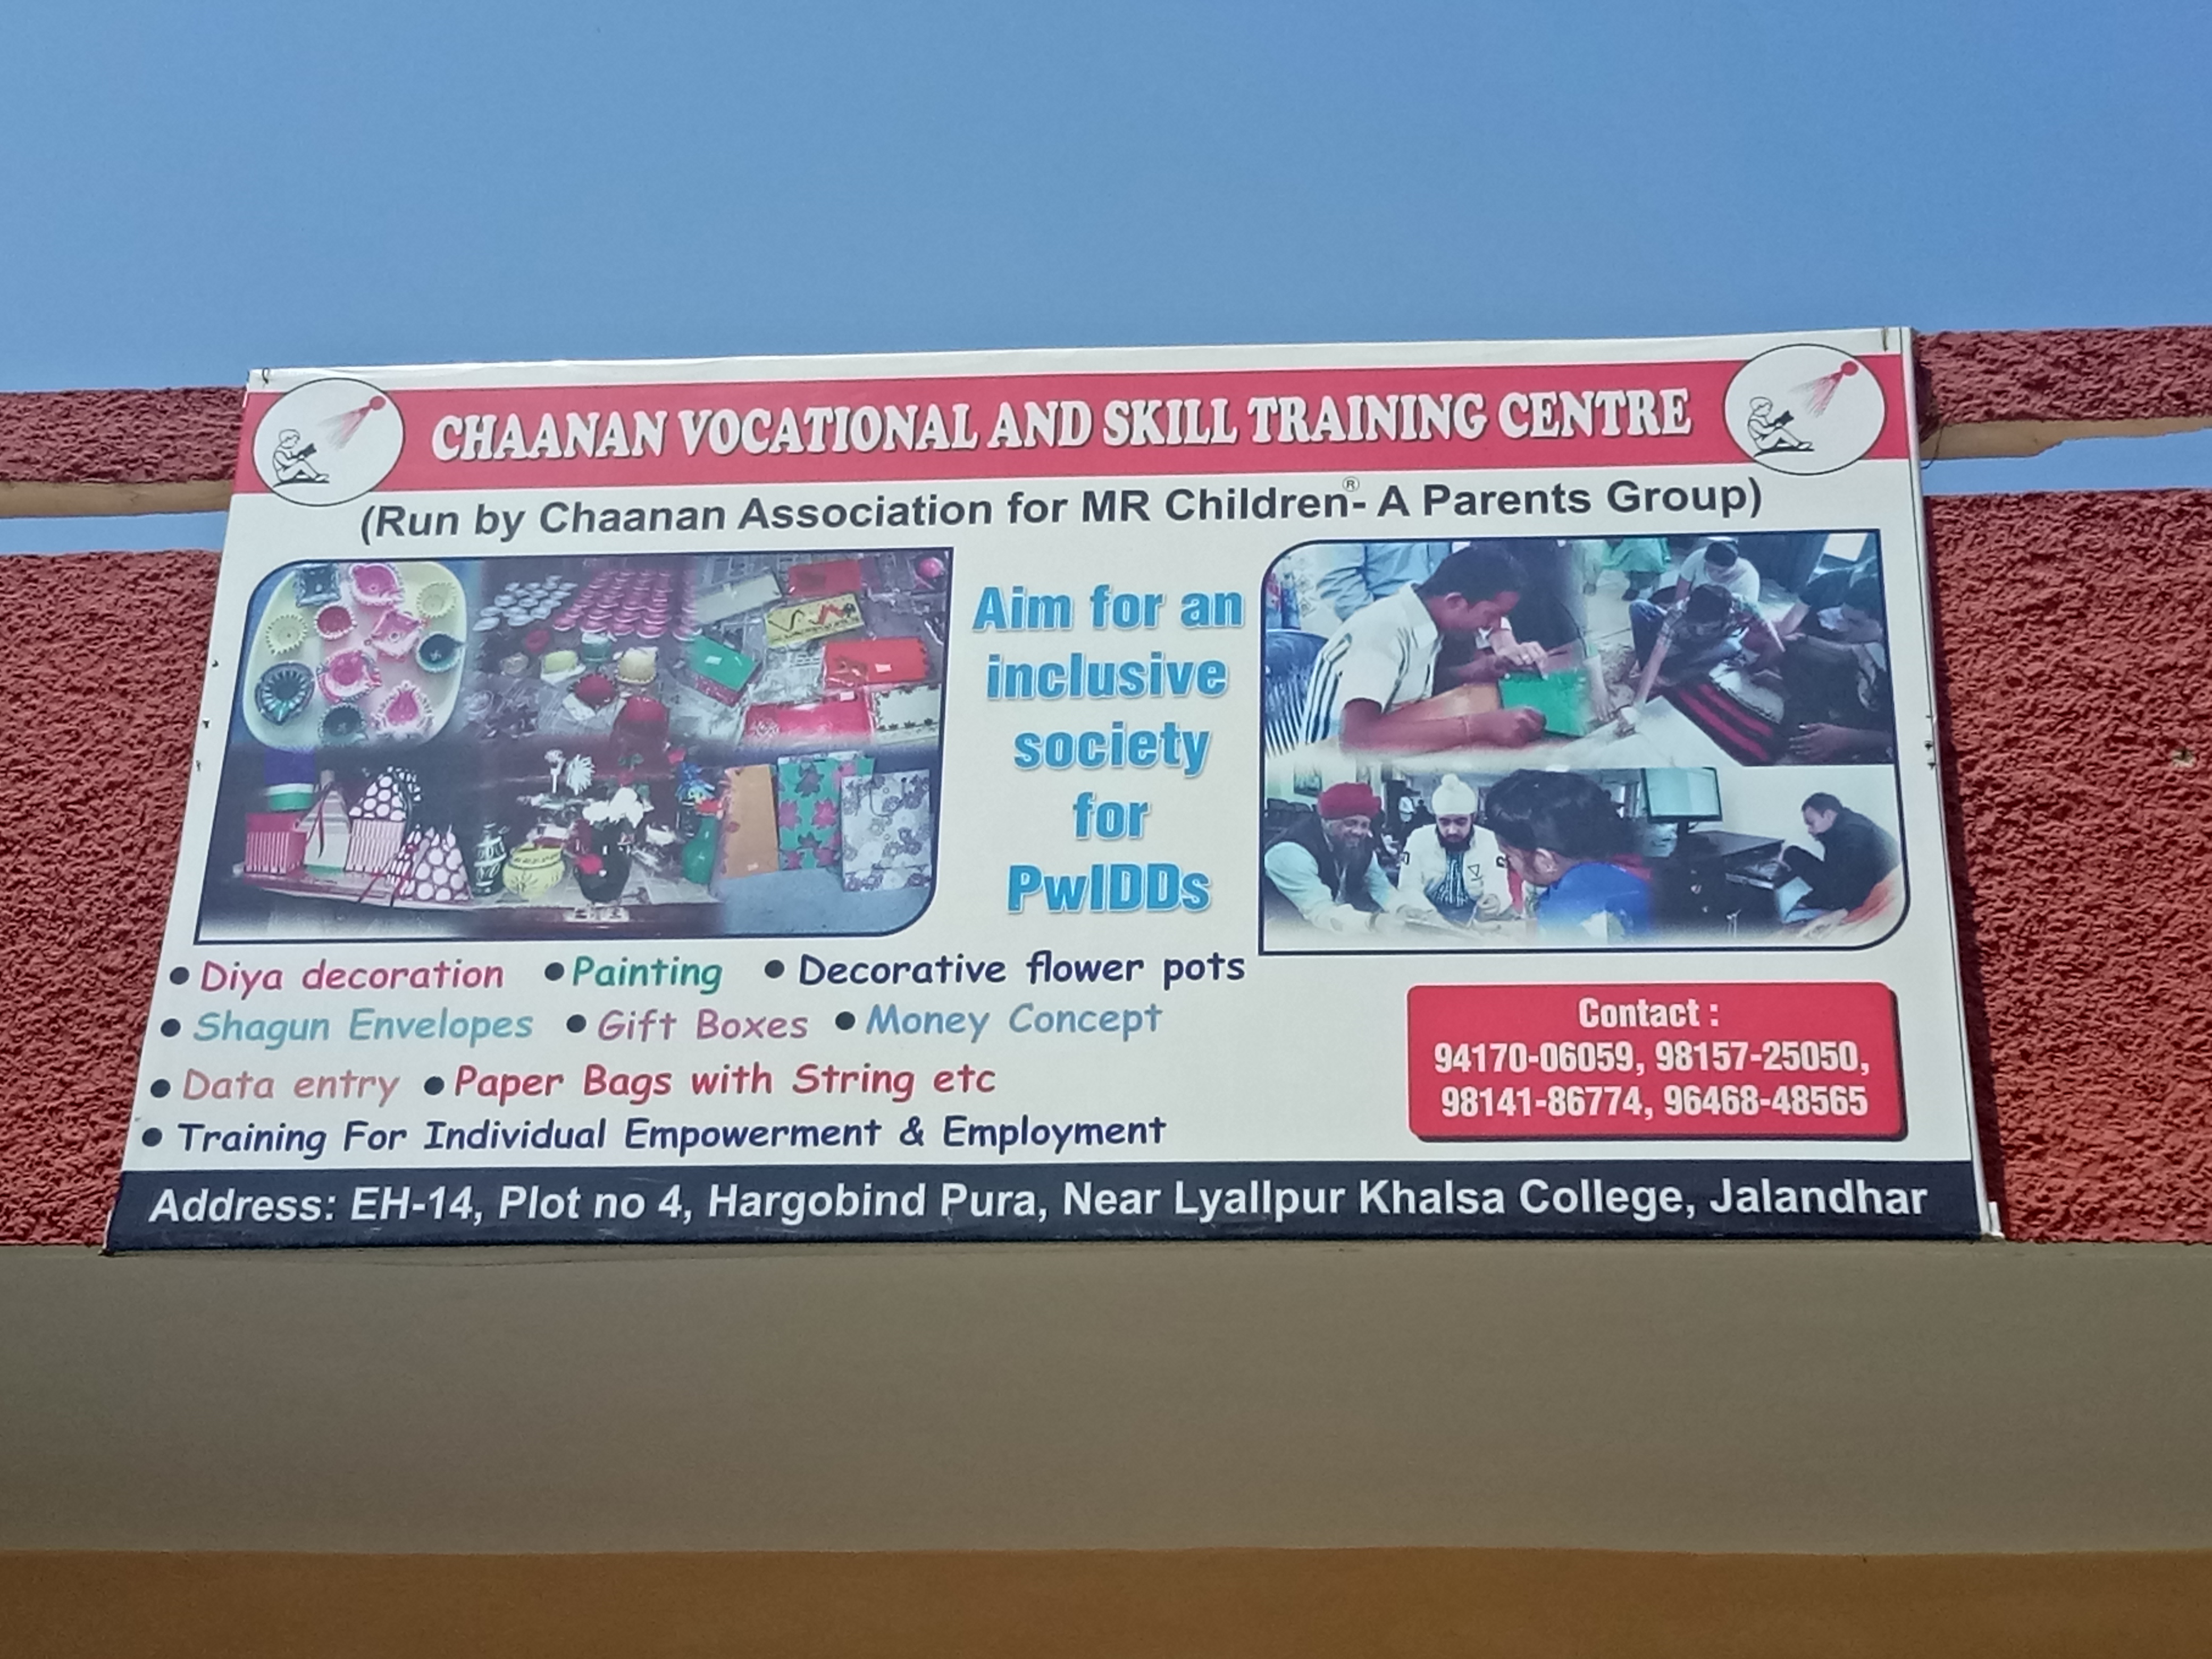 CHAANAN VOCATIONAL AND SKILL TRAINING CENTRE
(Run by Chaanan Association for MR Children®- A Parents Group)
Aim for an
inclusive
society
for
PwIDDs
• Diya decoration • Painting • Decorative flower pots
• Shagun Envelopes • Gift Boxes • Money Concept
• Data entry • Paper Bags with String etc
• Training For Individual Empowerment & Employment
Contact :
94170-06059, 98157-25050,
98141-86774, 96468-48565
Address: EH-14, Plot no 4, Hargobind Pura, Near Lyallpur Khalsa College, Jalandhar